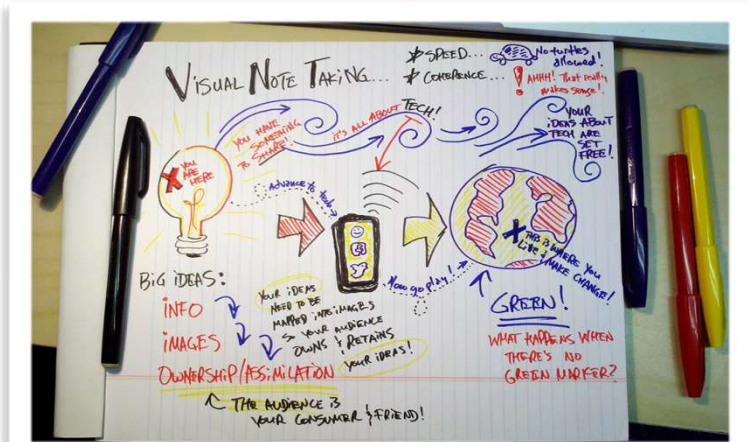 VISUAL NOTE TAKING...
* SPEED...
No turtles
allowed!
* COHERENCE...
AHHH! That really
makes sense!
YOU
ARE
HERE
YOU HAVE
SOMETHING
TO SHARE!
it's ALL ABOUT TECH!
YOUR
iDEAS ABOUT
TECH ARE
SET
FREE!
Advance to tech
Now go play!
THIS IS WHERE YOU
Live & MAKE CHANGE!
BiG iDEAS:
iNFO
iMAGES
OWNERSHiP/ASSiMiLATiON
YOUR iDEAS
NEED TO BE
MAPPED INTO iMAGES
SO YOUR AUDiENCE
OWNS & RETAINS
YOUR iDEAS!
THE AUDIENCE IS
YOUR CONSUMER & FRiEND!
GREEN!
WHAT HAPPENS WHEN
THERE'S NO
GREEN MARKER?